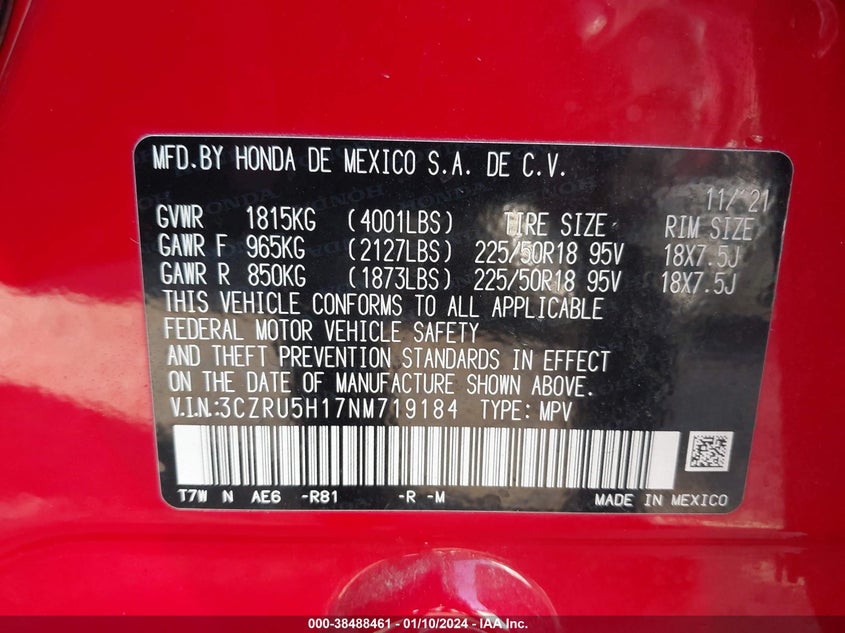 MFD.BY HONDA DE MEXICO S.A. DE C.V.
11/21
GVWR 1815KG (4001LBS) TIRE SIZE RIM SIZE
GAWR F 965KG (2127LBS) 225/50R18 95V 18X7.5J
GAWR R 850KG (1873LBS) 225/50R18 95V 18X7.5J
THIS VEHICLE CONFORMS TO ALL APPLICABLE
FEDERAL MOTOR VEHICLE SAFETY
AND THEFT PREVENTION STANDARDS IN EFFECT
ON THE DATE OF MANUFACTURE SHOWN ABOVE.
V.I.N.:3CZRU5H17NM719184 TYPE: MPV
T7W N AE6 -R81 -R -M MADE IN MEXICO
000-38488461 - 01/10/2024 - IAA Inc.